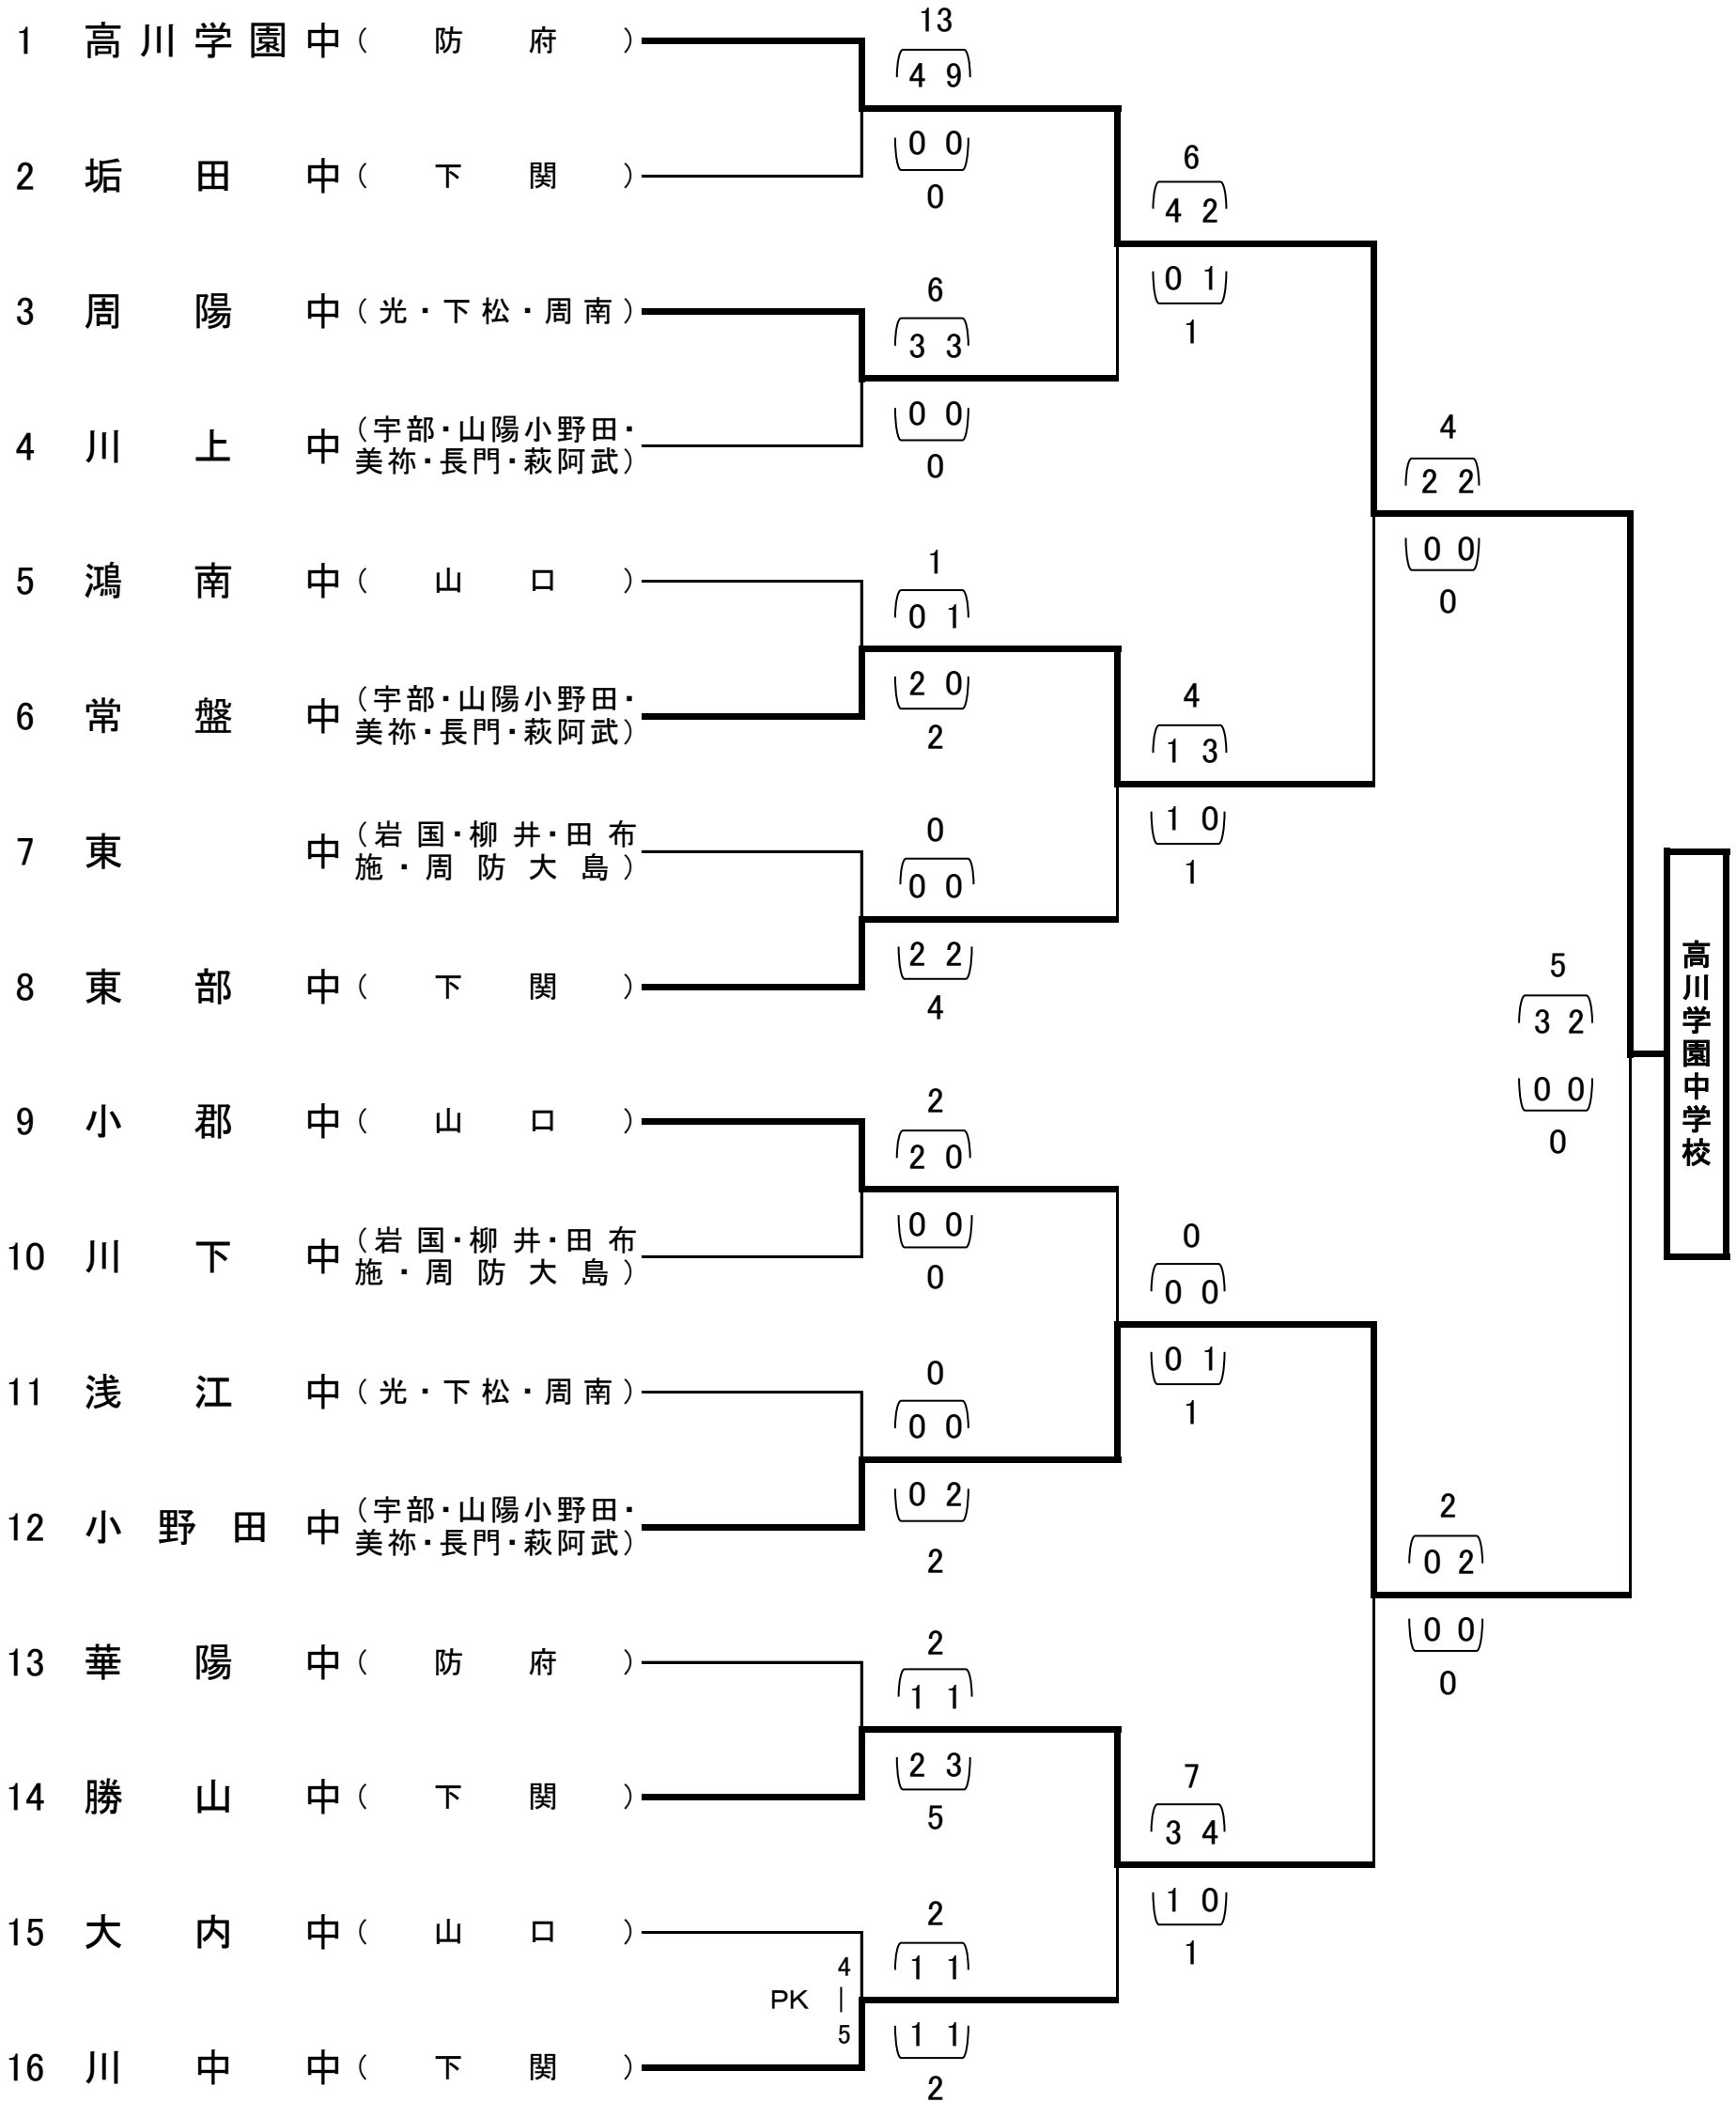 1 高川学園中 (防府)
2 垢田中 (下関)
3 周陽中 (光・下松・周南)
4 川上中 (宇部・山陽小野田・
美祢・長門・萩阿武)
5 鴻南中 (山口)
6 常盤中 (宇部・山陽小野田・
美祢・長門・萩阿武)
7 東中 (岩国・柳井・田布
施・周防大島)
8 東部中 (下関)
9 小郡中 (山口)
10 川下中 (岩国・柳井・田布
施・周防大島)
11 浅江中 (光・下松・周南)
12 小野田中 (宇部・山陽小野田・
美祢・長門・萩阿武)
13 華陽中 (防府)
14 勝山中 (下関)
15 大内中 (山口)
16 川中中 (下関)
4
PK |
5
13
4 9
0 0
0
6
3 3
0 0
0
1
0 1
2 0
2
0
0 0
2 2
4
2
2 0
0 0
0
0
0 0
0 2
2
2
1 1
2 3
5
2
1 1
1 1
2
6
4 2
0 1
1
4
1 3
1 0
1
0
0 0
0 1
1
7
3 4
1 0
1
4
2 2
0 0
0
2
0 2
0 0
0
5
3 2
0 0
0
高川学園中学校